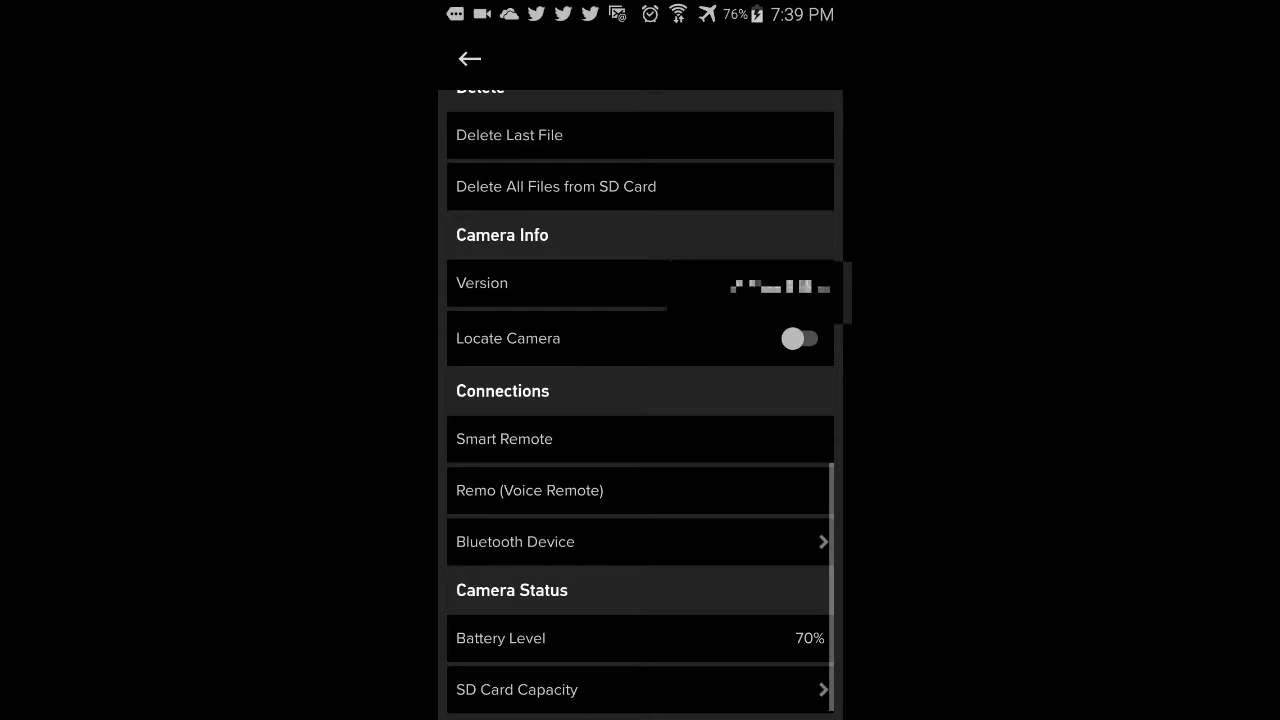 76% 7:39 PM
Delete
Delete Last File
Delete All Files from SD Card
Camera Info
Version
Locate Camera
Connections
Smart Remote
Remo (Voice Remote)
Bluetooth Device
Camera Status
Battery Level 70%
SD Card Capacity